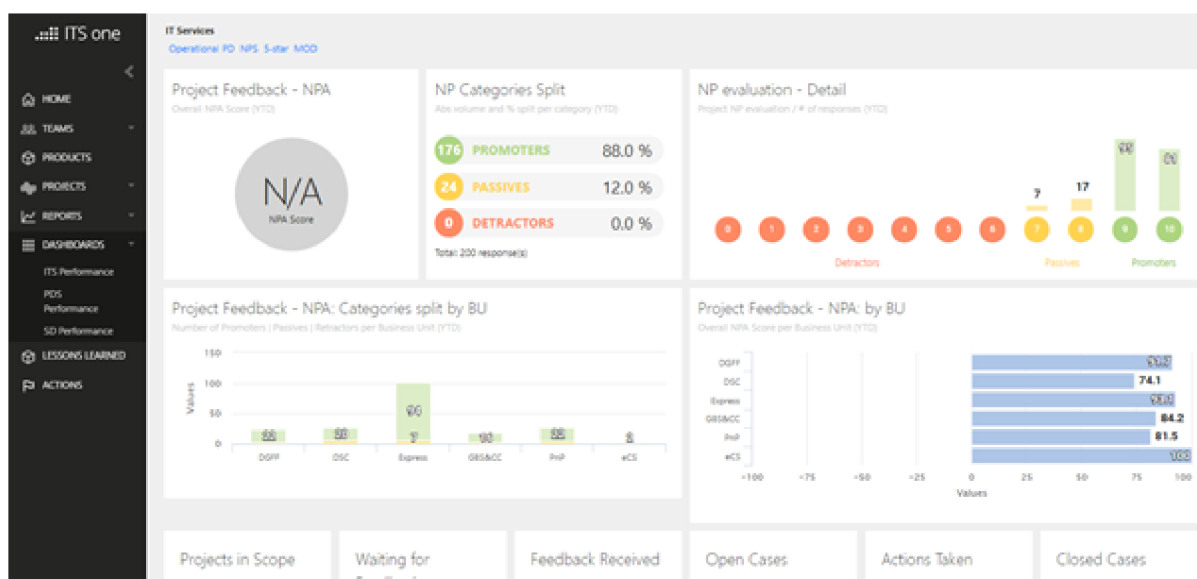 ITS one
HOME
TEAMS
PRODUCTS
PROJECTS
REPORTS
DASHBOARDS
ITS Performance
PDS
Performance
SD Performance
LESSONS LEARNED
ACTIONS
IT Services
Operational PD NPS 5-star MOD
Project Feedback - NPA
Overall NPA Score (YTD)
N/A
NPA Score
NP Categories Split
Abs volume and % split per category (YTD)
176 PROMOTERS 88.0 %
24 PASSIVES 12.0 %
0 DETRACTORS 0.0 %
Total: 200 response(s)
NP evaluation - Detail
Project NP evaluation / # of responses (YTD)
7 17
0 1 2 3 4 5 6 7 8 9 10
Detractors Passives Promoters
Project Feedback - NPA: Categories split by BU
Number of Promoters | Passives | Retractors per Business Unit (YTD)
150
100
50
0
Values
7
DGFF DSC Express GBS&CC PnP eCS
Project Feedback - NPA: by BU
Overall NPA Score per Business Unit (YTD)
DGFF
DSC 74.1
Express
GBS&CC 84.2
PnP 81.5
eCS 100
-100 -75 -50 -25 0 25 50 75 100
Values
Projects in Scope
Waiting for
Feedback Received
Open Cases
Actions Taken
Closed Cases